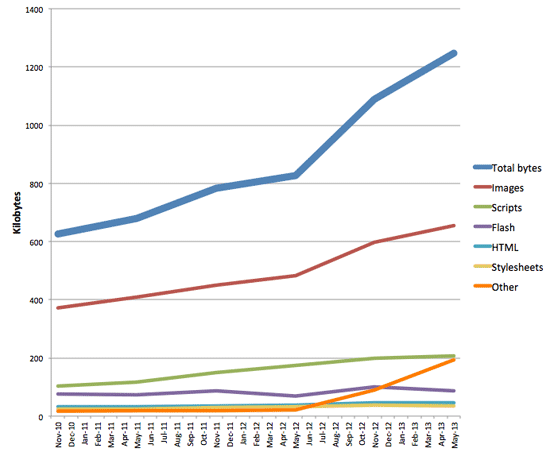 1400
1200
1000
800
600
400
200
0
Kilobytes
Nov-10
Dec-10
Jan-11
Feb-11
Mar-11
Apr-11
May-11
Jun-11
Jul-11
Aug-11
Sep-11
Oct-11
Nov-11
Dec-11
Jan-12
Feb-12
Mar-12
Apr-12
May-12
Jun-12
Jul-12
Aug-12
Sep-12
Oct-12
Nov-12
Dec-12
Jan-13
Feb-13
Mar-13
Apr-13
May-13
Total bytes
Images
Scripts
Flash
HTML
Stylesheets
Other